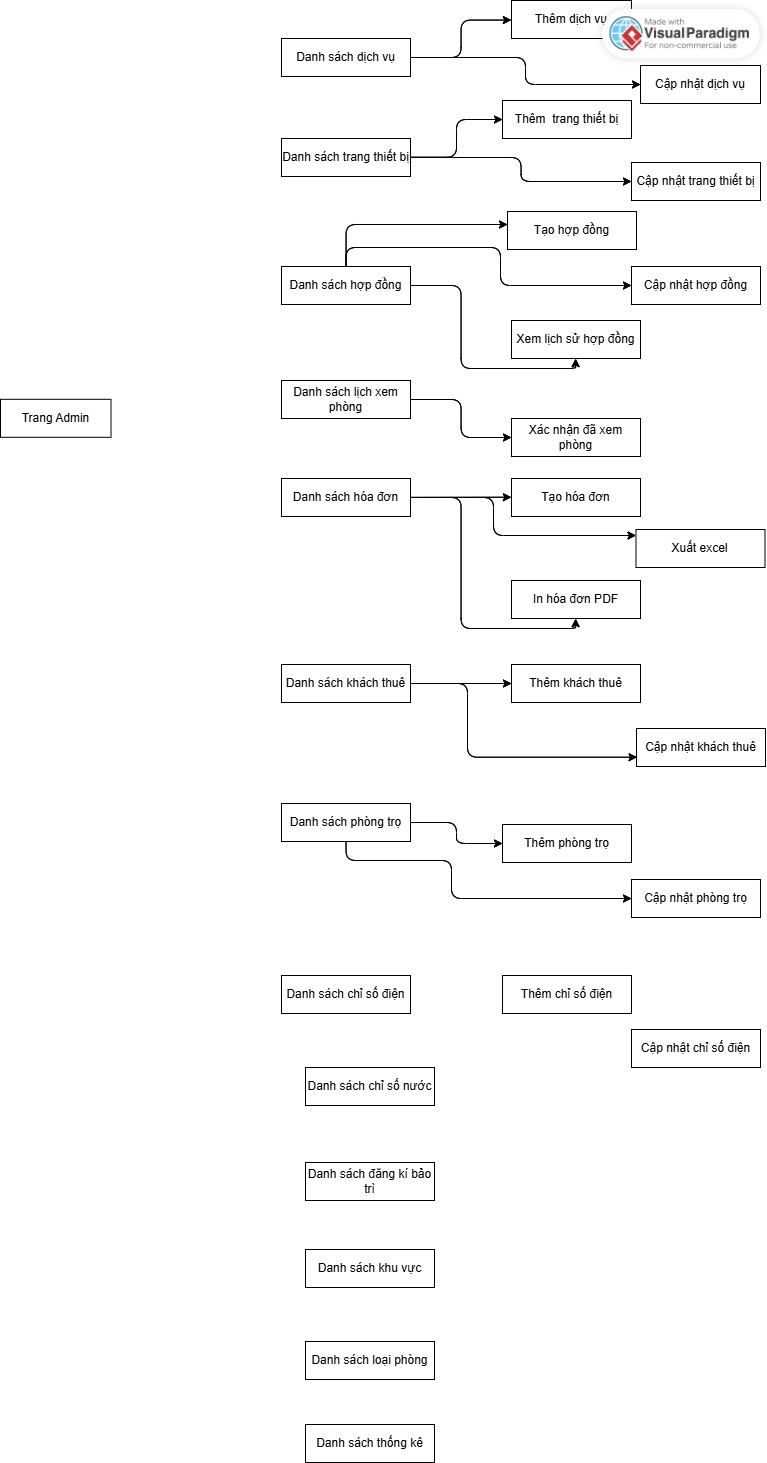 Thêm dịch vụ
Made with
VisualParadigm
For non-commercial use
Danh sách dịch vụ
Cập nhật dịch vụ
Thêm trang thiết bị
Danh sách trang thiết bị
Cập nhật trang thiết bị
Tạo hợp đồng
Danh sách hợp đồng
Cập nhật hợp đồng
Xem lịch sử hợp đồng
Danh sách lịch xem
phòng
Trang Admin
Xác nhận đã xem
phòng
Danh sách hóa đơn
Tạo hóa đơn
Xuất excel
In hóa đơn PDF
Danh sách khách thuê
Thêm khách thuê
Cập nhật khách thuê
Danh sách phòng trọ
Thêm phòng trọ
Cập nhật phòng trọ
Danh sách chỉ số điện
Thêm chỉ số điện
Cập nhật chỉ số điện
Danh sách chỉ số nước
Danh sách đăng kí bảo
trì
Danh sách khu vực
Danh sách loại phòng
Danh sách thống kê